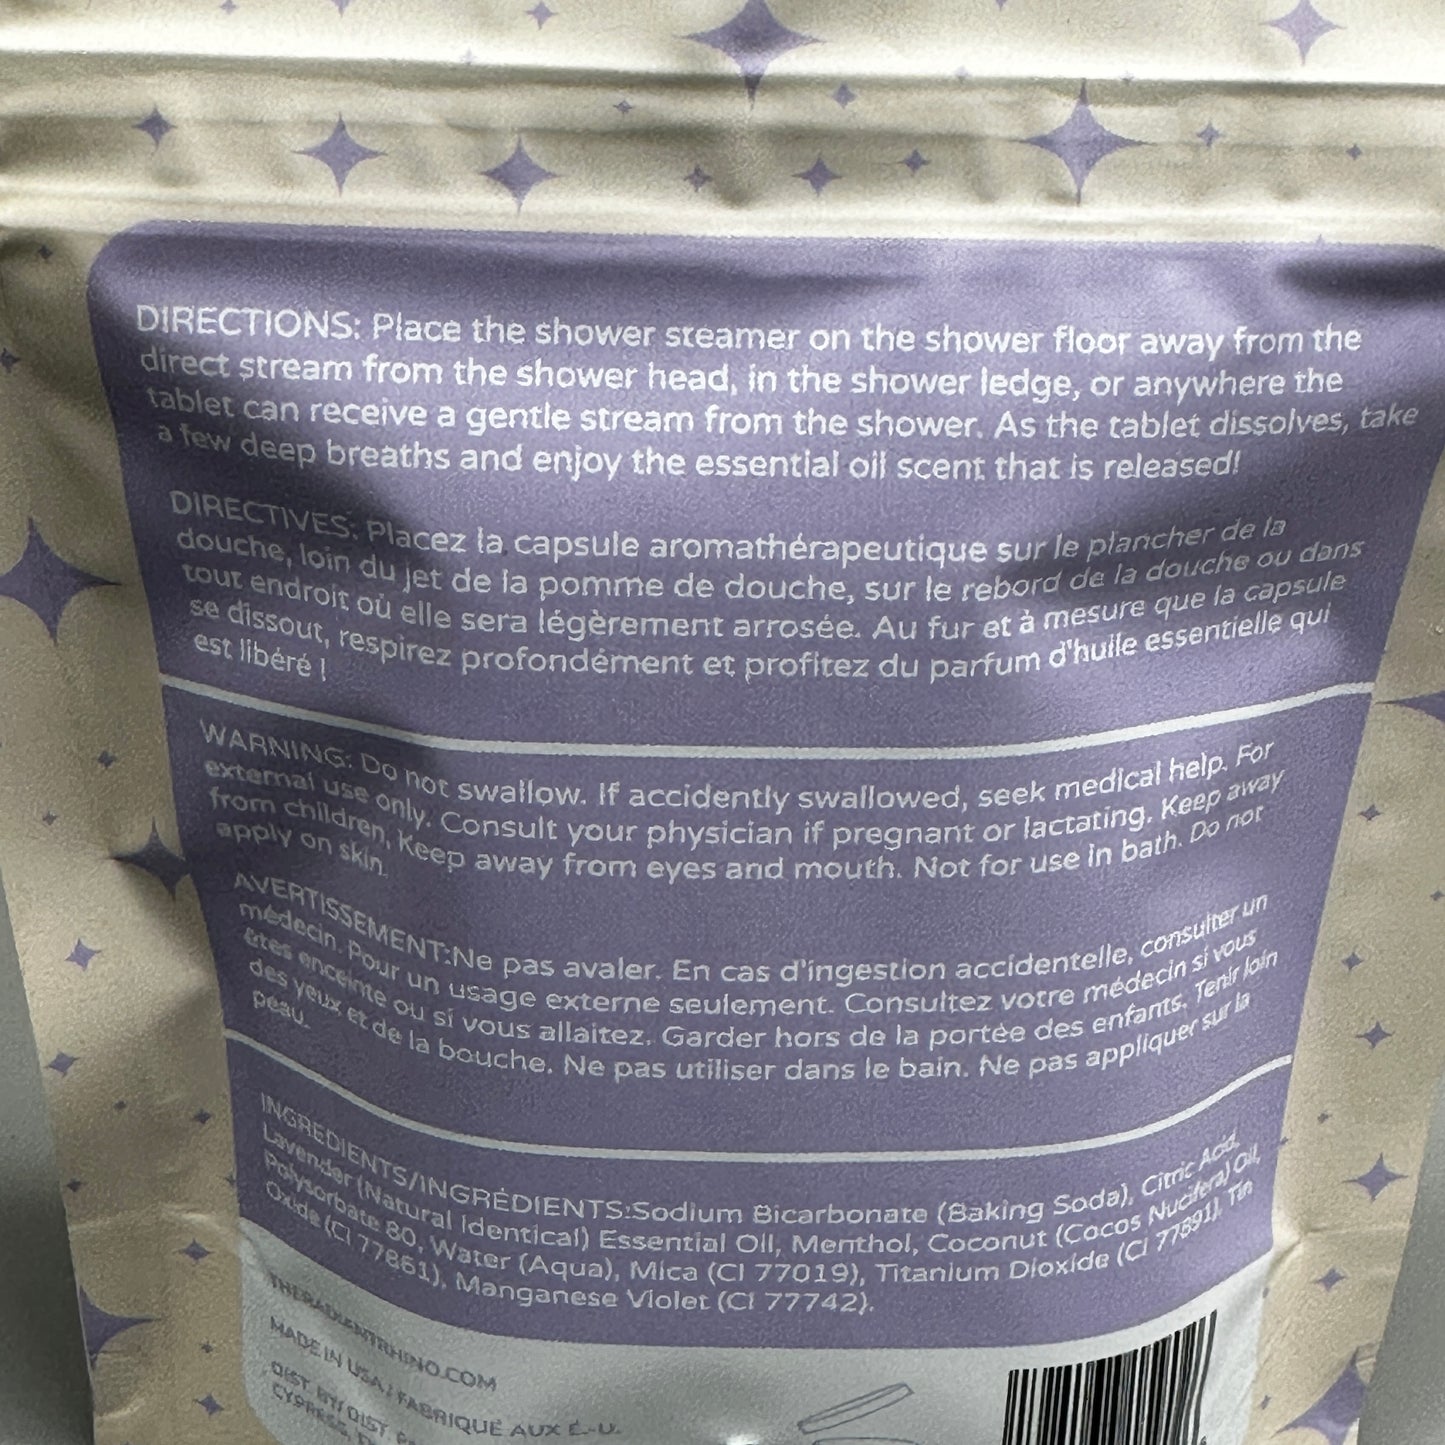 DIRECTIONS: Place the shower steamer on the shower floor away from the
direct stream from the shower head, in the shower ledge, or anywhere the
tablet can receive a gentle stream from the shower. As the tablet dissolves, take
a few deep breaths and enjoy the essential oil scent that is released!
DIRECTIVES: Placez la capsule aromathérapeutique sur le plancher de la
douche, loin du jet de la pomme de douche, sur le rebord de la douche ou dans
tout endroit où elle sera légèrement arrosée. Au fur et à mesure que la capsule
se dissout, respirez profondément et profitez du parfum d'huile essentielle qui
est libéré !
WARNING: Do not swallow. If accidently swallowed, seek medical help. For
external use only. Consult your physician if pregnant or lactating. Keep away
from children. Keep away from eyes and mouth. Not for use in bath. Do not
apply on skin.
AVERTISSEMENT:Ne pas avaler. En cas d'ingestion accidentelle, consulter un
médecin. Pour un usage externe seulement. Consultez votre médecin si vous
êtes enceinte ou si vous allaitez. Garder hors de la portée des enfants. Tenir loin
des yeux et de la bouche. Ne pas utiliser dans le bain. Ne pas appliquer sur la
peau.
INGREDIENTS/INGRÉDIENTS:Sodium Bicarbonate (Baking Soda), Citric Acid,
Lavender (Natural Identical) Essential Oil, Menthol, Coconut (Cocos Nucifera) Oil,
Polysorbate 80, Water (Aqua), Mica (CI 77019), Titanium Dioxide (CI 77891), Tin
Oxide (CI 77861), Manganese Violet (CI 77742).
THERADIANTRHINO.COM
MADE IN USA / FABRIQUÉ AUX É.-U.
DIST. BY/ DIST. 
CYPRESS,